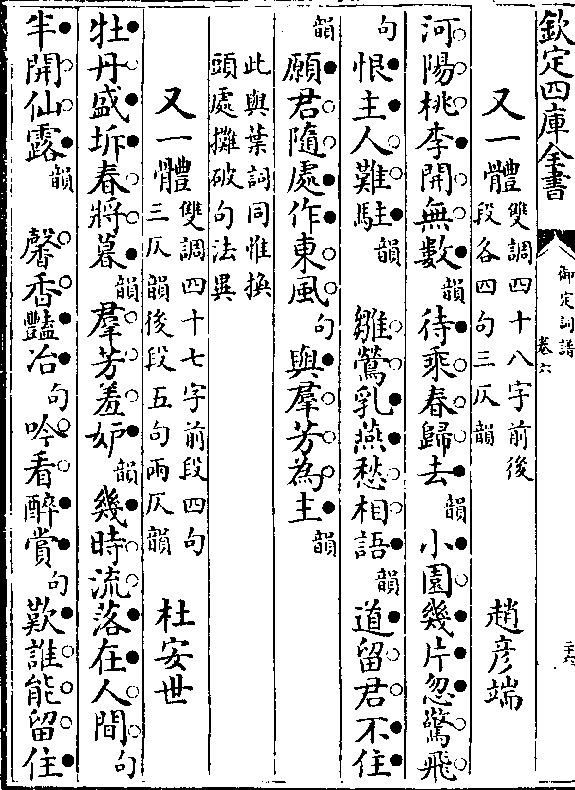 欽定四庫全書
御定詞譜
卷六
又一體 雙調四十八字前後
段各四句三仄韻
趙彦端
河陽桃李開無數韻待乘春歸去韻小園幾片忽驚飛
句恨主人難駐韻 雛鶯乳燕愁相語韻道留君不住
韻願君隨處作東風句與羣芳為主韻
此與葉詞同惟換
頭處攤破句法異
又一體 雙調四十七字前段四句
三仄韻後段五句兩仄韻
杜安世
牡丹盛坼春將暮韻羣芳羞妒韻幾時流落在人間句
半開仙露韻 馨香豔冶句吟看醉賞句歎誰能留住